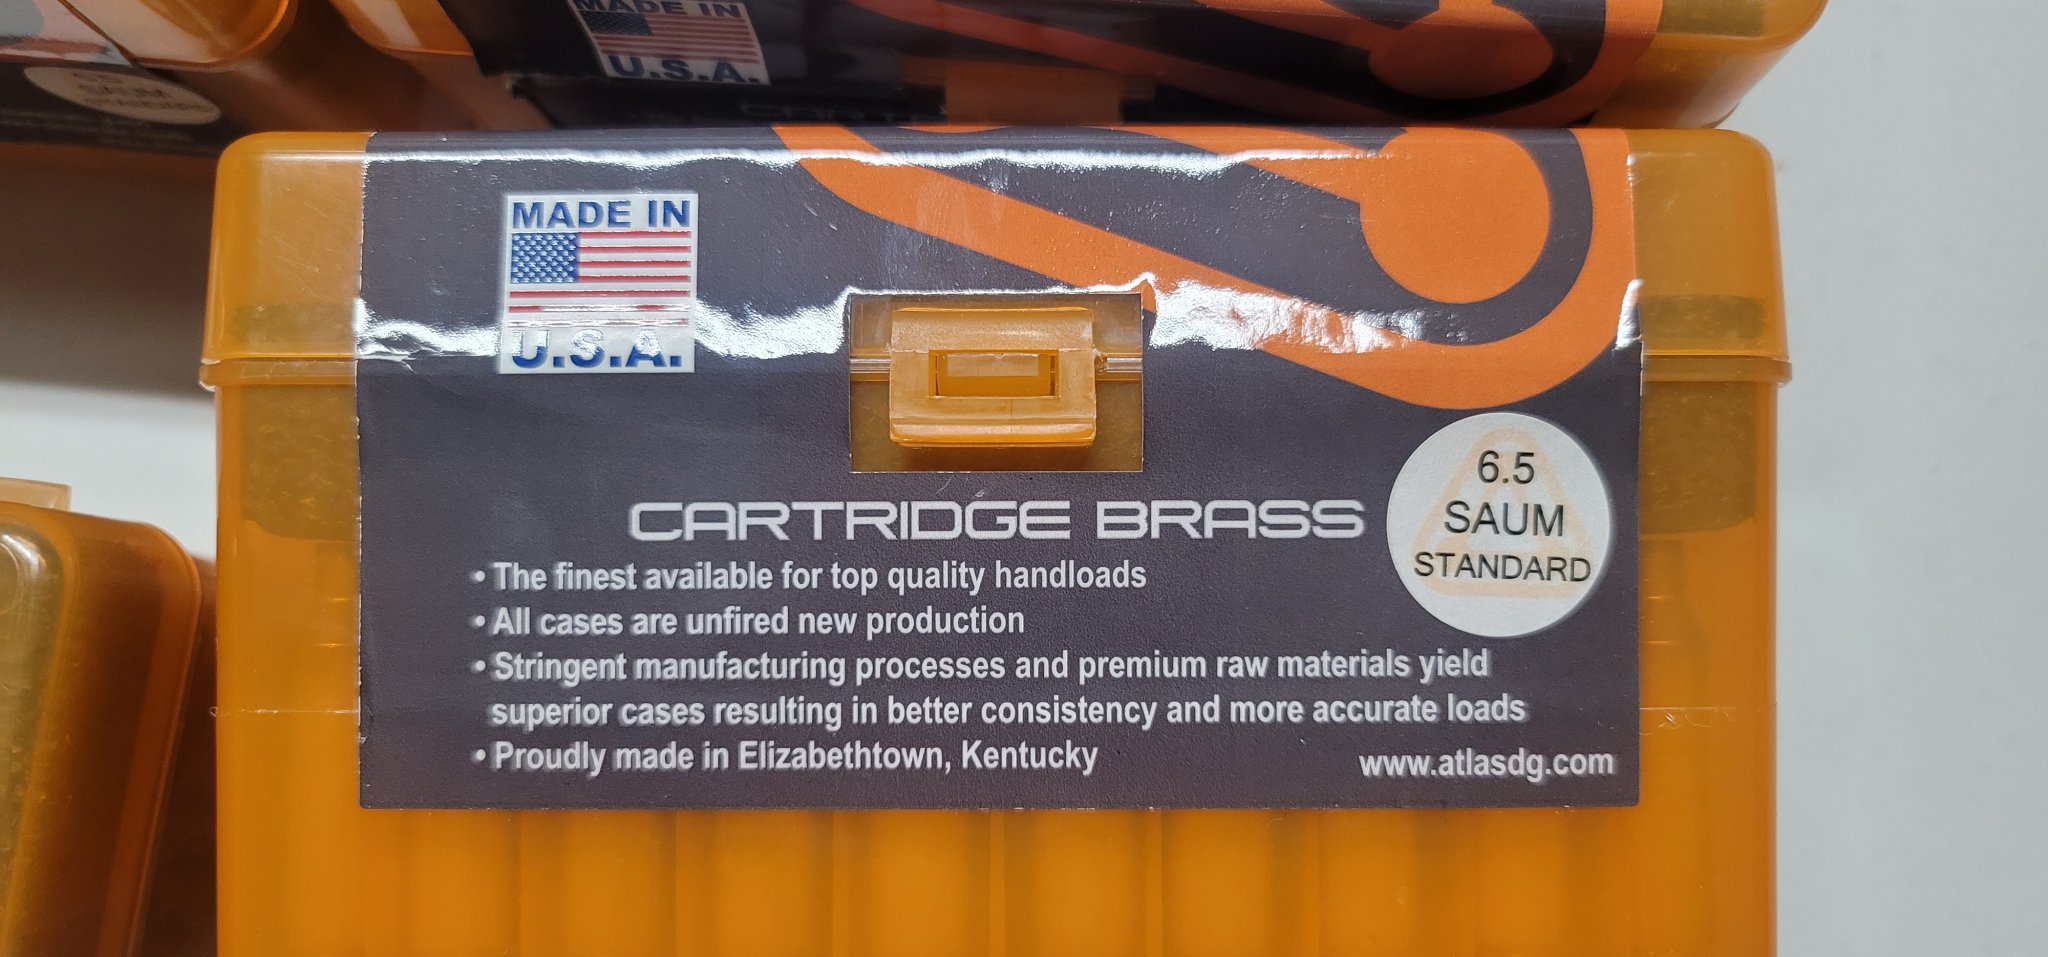 MADE IN
U.S.A.
SAUM
STANDARD
MADE IN
U.S.A.
6.5
SAUM
STANDARD
CARTRIDGE BRASS
• The finest available for top quality handloads
• All cases are unfired new production
• Stringent manufacturing processes and premium raw materials yield
superior cases resulting in better consistency and more accurate loads
• Proudly made in Elizabethtown, Kentucky
www.atlasdg.com